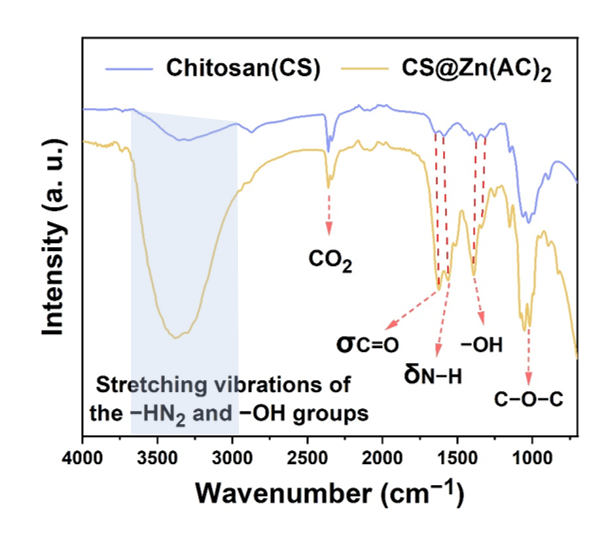 Chitosan(CS) CS@Zn(AC)₂
Intensity (a. u.)
CO₂
σC=O
δN−H
−OH
C−O−C
Stretching vibrations of
the −HN₂ and −OH groups
4000 3500 3000 2500 2000 1500 1000
Wavenumber (cm⁻¹)